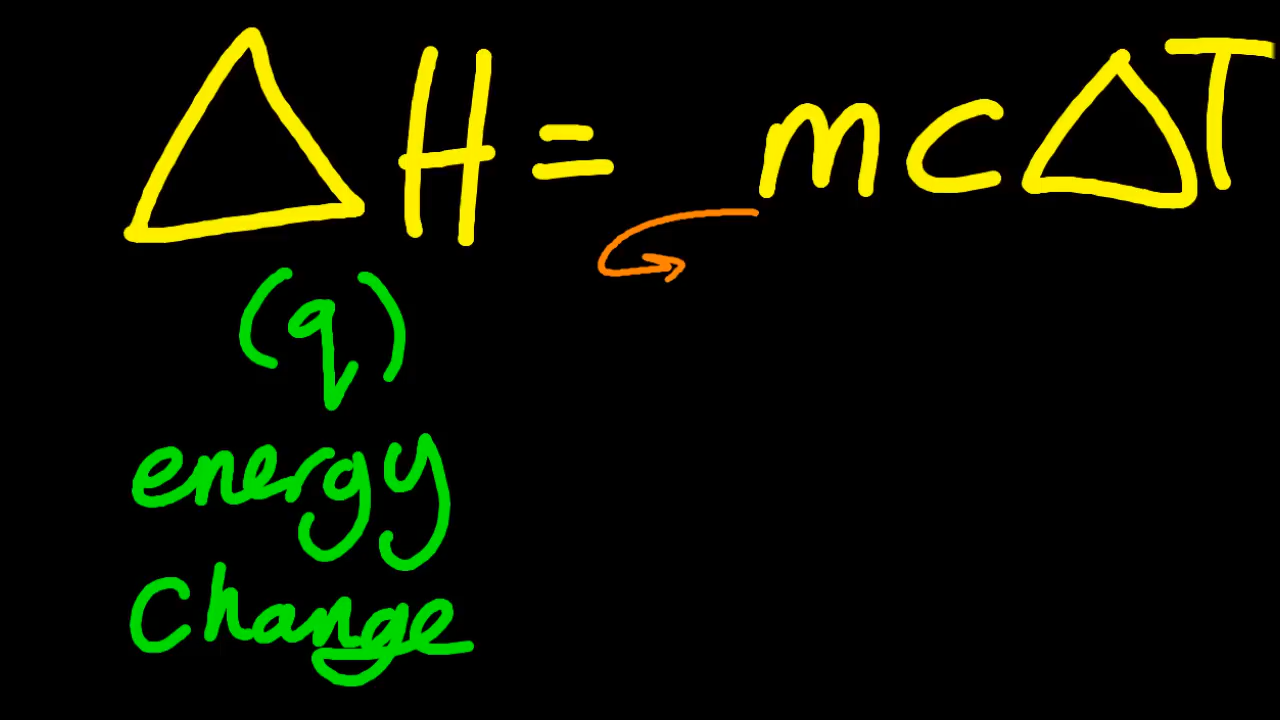 ΔH = mcΔT
(q)
energy
Change